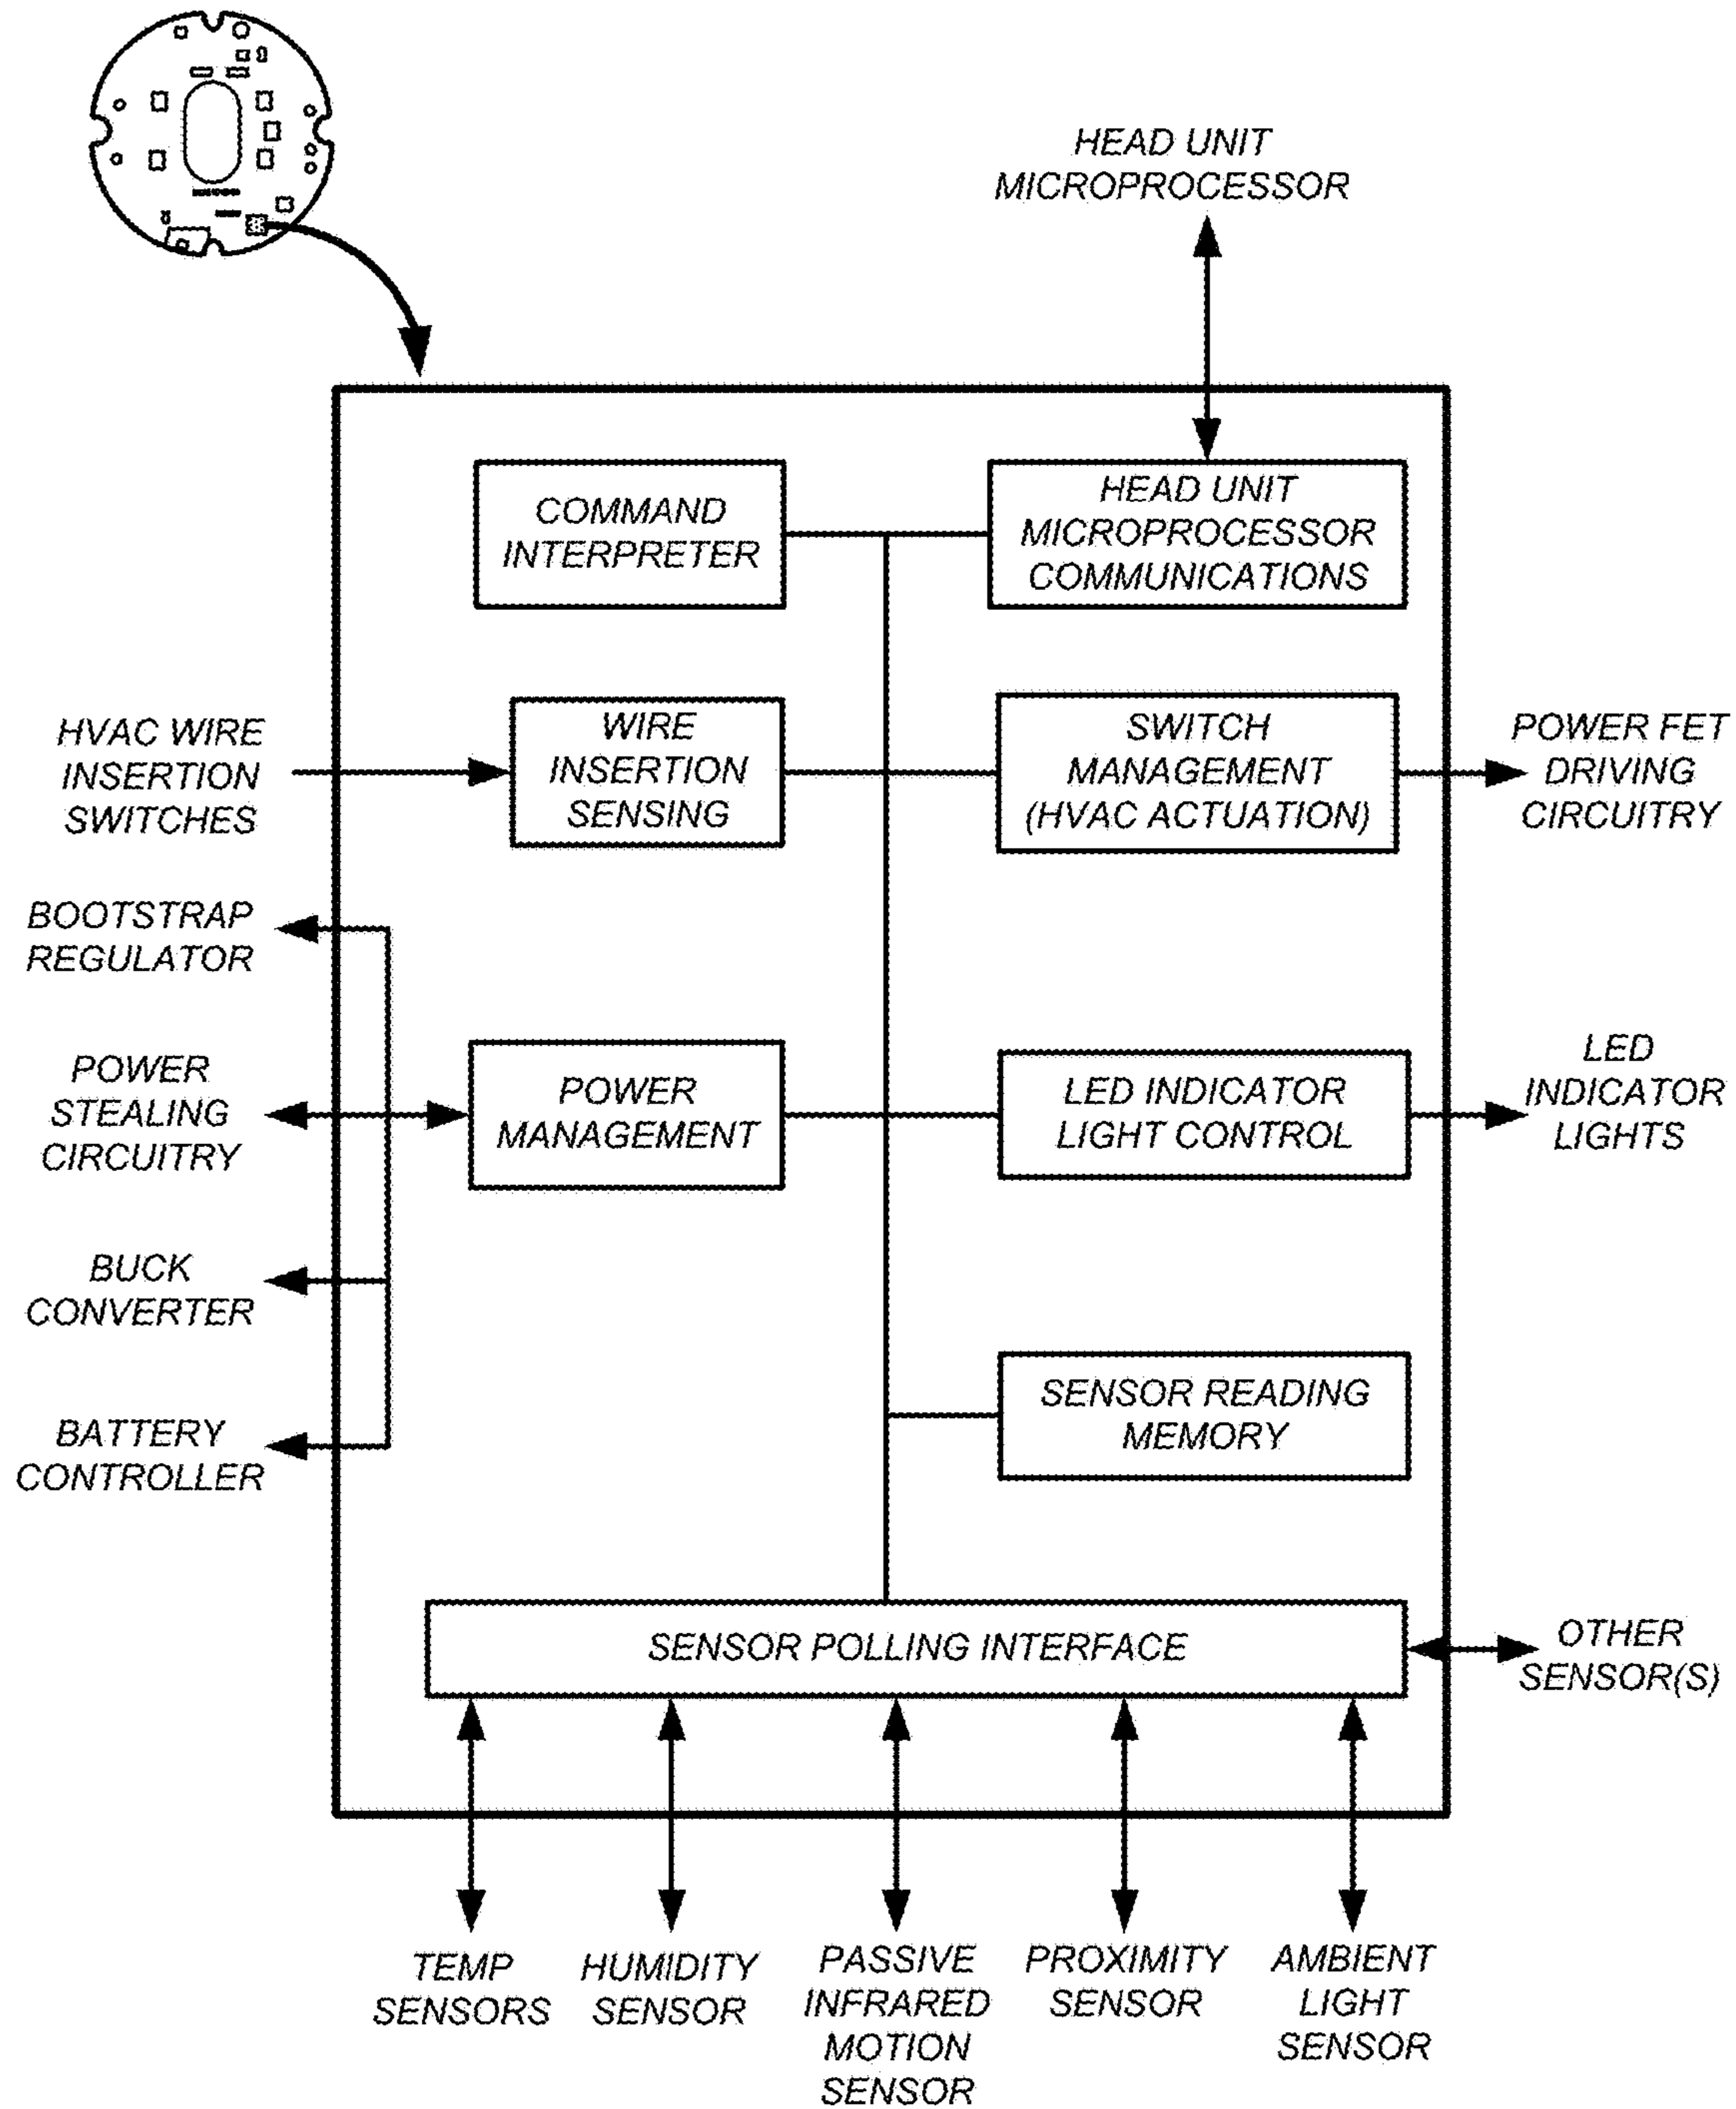 HEAD UNIT
MICROPROCESSOR
COMMAND
INTERPRETER
HEAD UNIT
MICROPROCESSOR
COMMUNICATIONS
HVAC WIRE
INSERTION
SWITCHES
WIRE
INSERTION
SENSING
SWITCH
MANAGEMENT
(HVAC ACTUATION)
POWER FET
DRIVING
CIRCUITRY
BOOTSTRAP
REGULATOR
POWER
STEALING
CIRCUITRY
POWER
MANAGEMENT
LED INDICATOR
LIGHT CONTROL
LED
INDICATOR
LIGHTS
BUCK
CONVERTER
BATTERY
CONTROLLER
SENSOR READING
MEMORY
SENSOR POLLING INTERFACE
OTHER
SENSOR(S)
TEMP
SENSORS
HUMIDITY
SENSOR
PASSIVE
INFRARED
MOTION
SENSOR
PROXIMITY
SENSOR
AMBIENT
LIGHT
SENSOR